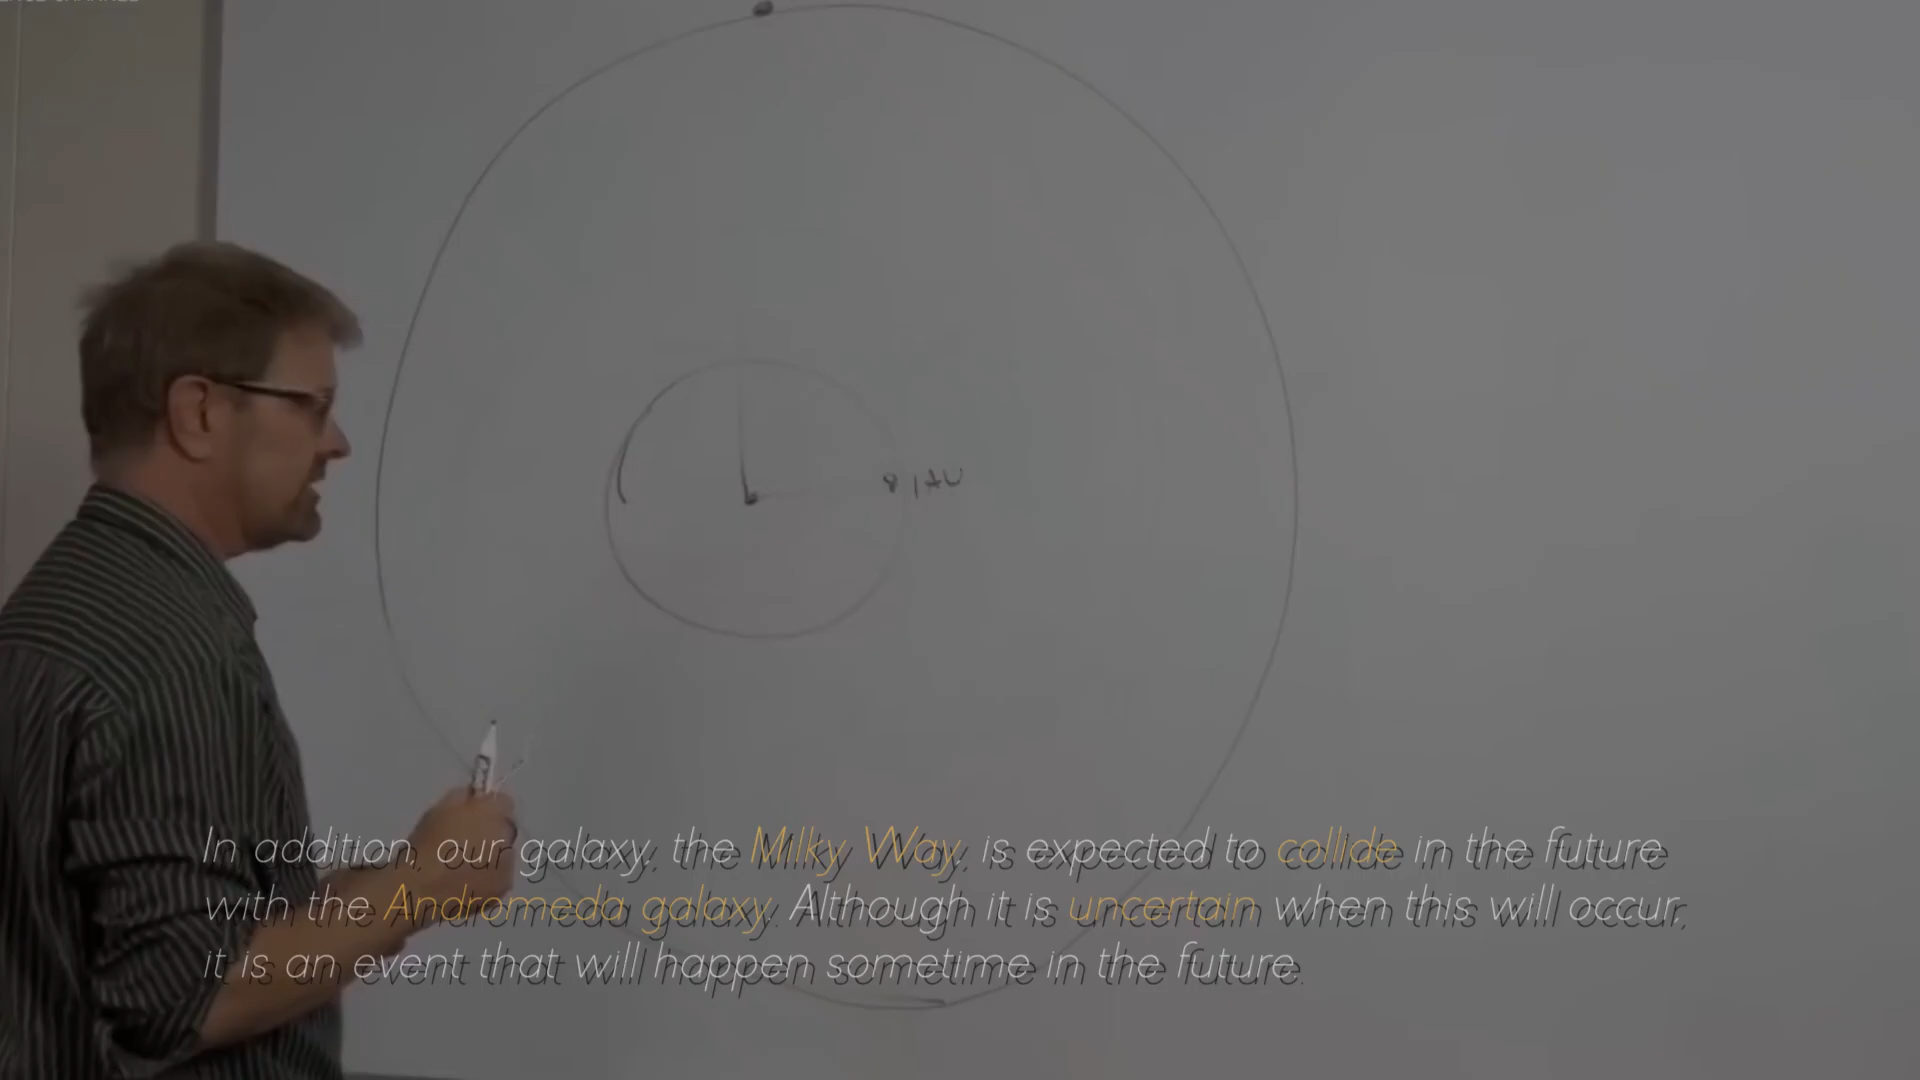 1AU
In addition, our galaxy, the Milky Way, is expected to collide in the future
with the Andromeda galaxy. Although it is uncertain when this will occur,
it is an event that will happen sometime in the future.